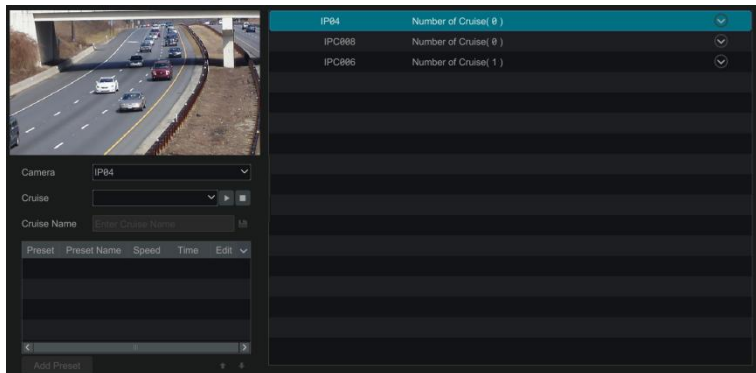 IP04 Number of Cruise( 0 )
IPC008 Number of Cruise( 0 )
IPC006 Number of Cruise( 1 )
Camera IP04
Cruise
Cruise Name Enter Cruise Name
Preset Preset Name Speed Time Edit
Add Preset